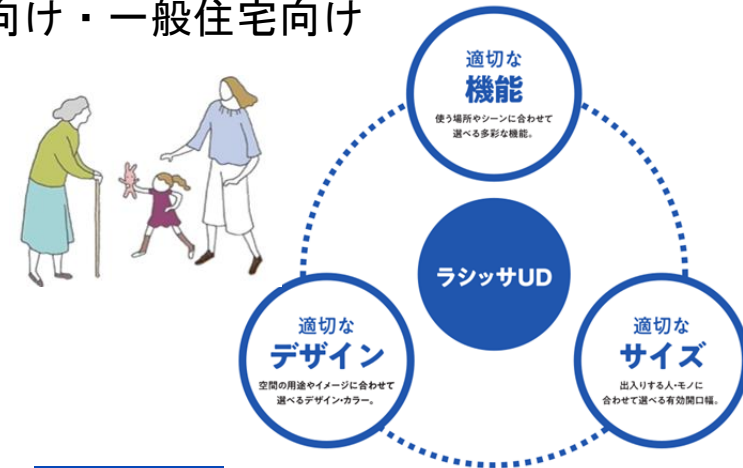 向け・一般住宅向け
適切な
機能
使う場所やシーンに合わせて
選べる多彩な機能。
ラシッサUD
適切な
デザイン
空間の用途やイメージに合わせて
選べるデザイン・カラー。
適切な
サイズ
出入りする人・モノに
合わせて選べる有効開口幅。